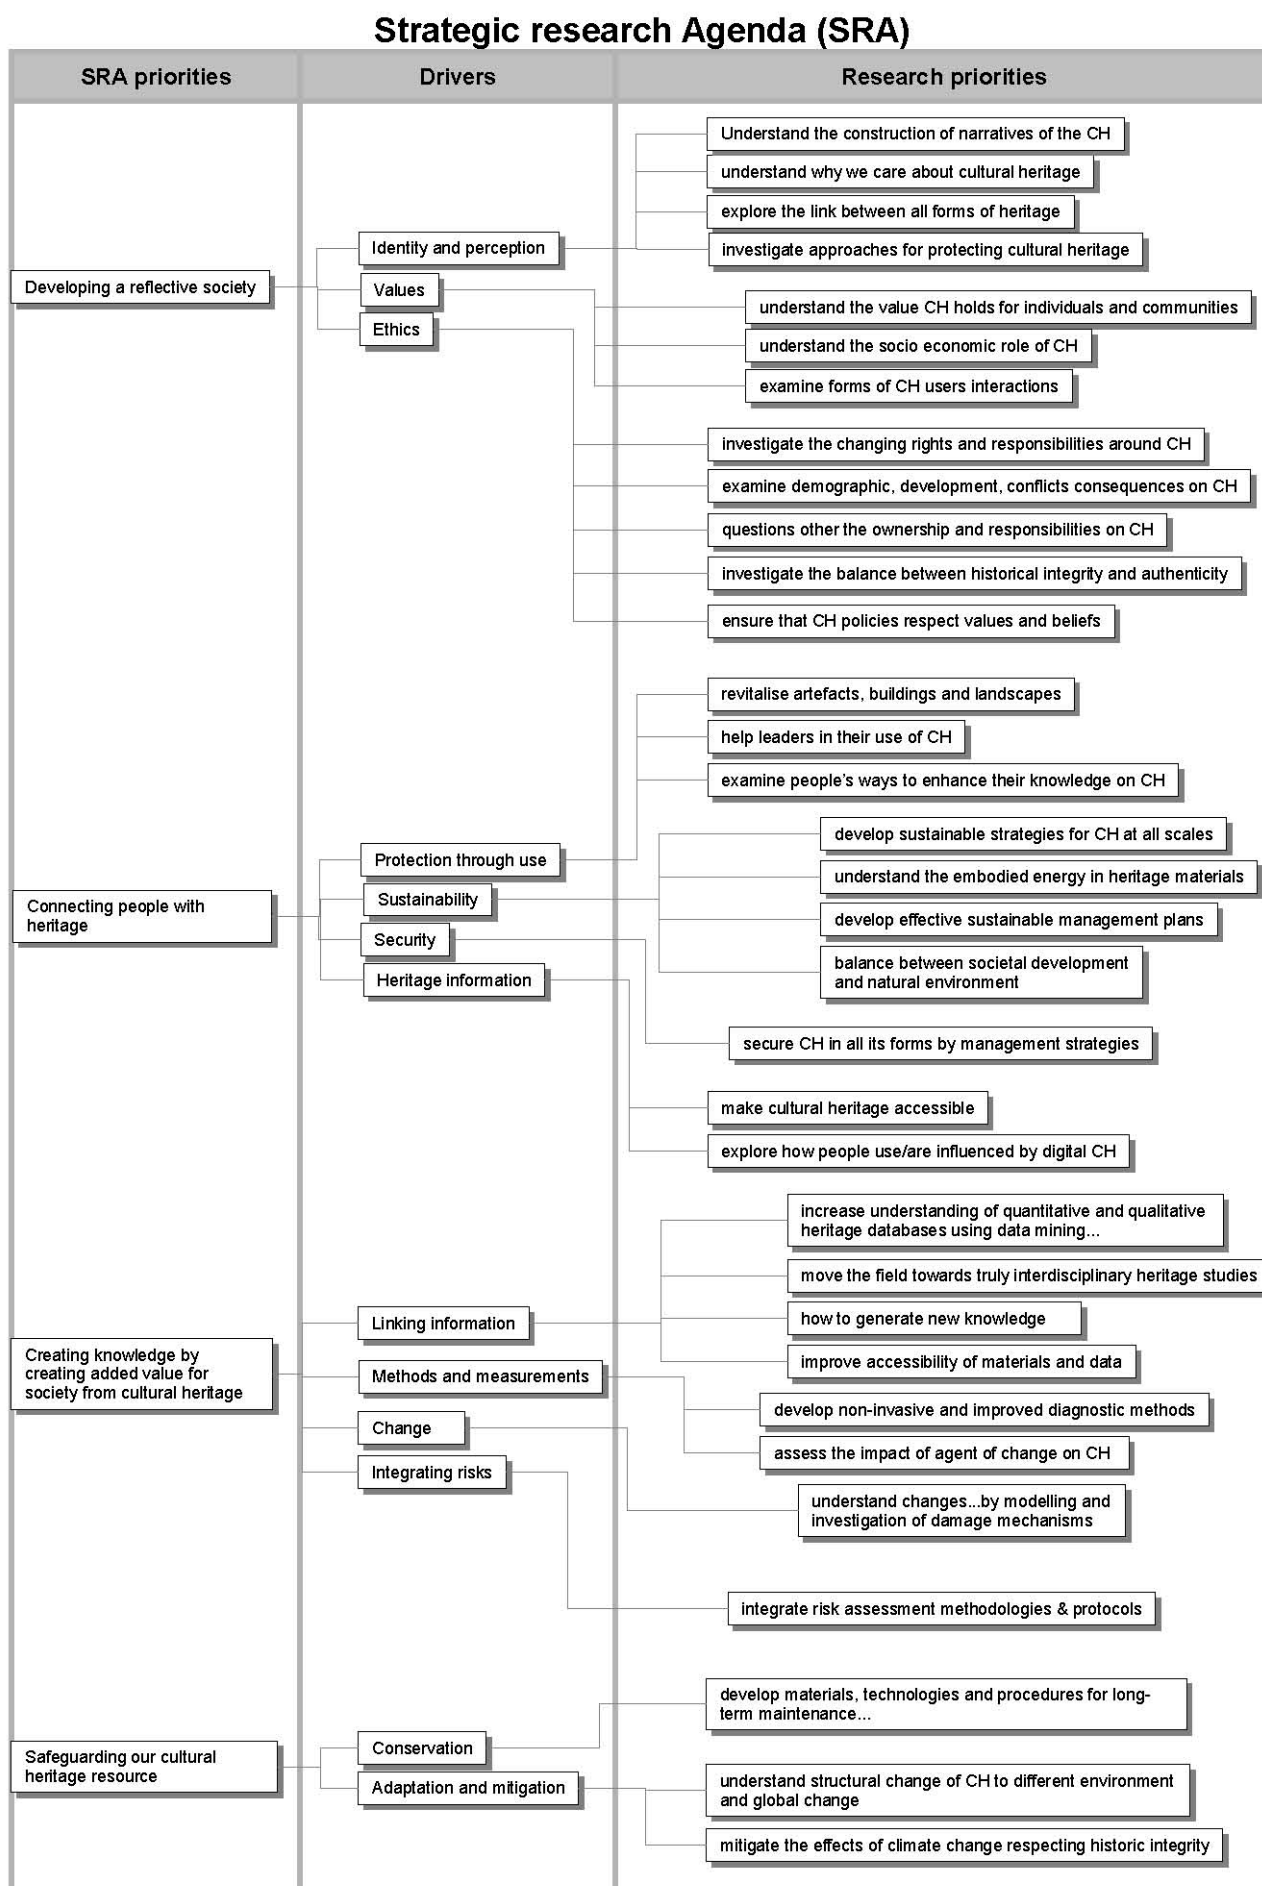 Strategic research Agenda (SRA)
SRA priorities
Drivers
Research priorities
Developing a reflective society
Identity and perception
Values
Ethics
Understand the construction of narratives of the CH
understand why we care about cultural heritage
explore the link between all forms of heritage
investigate approaches for protecting cultural heritage
understand the value CH holds for individuals and communities
understand the socio economic role of CH
examine forms of CH users interactions
investigate the changing rights and responsibilities around CH
examine demographic, development, conflicts consequences on CH
questions other the ownership and responsibilities on CH
investigate the balance between historical integrity and authenticity
ensure that CH policies respect values and beliefs
Connecting people with
heritage
Protection through use
Sustainability
Security
Heritage information
revitalise artefacts, buildings and landscapes
help leaders in their use of CH
examine people's ways to enhance their knowledge on CH
develop sustainable strategies for CH at all scales
understand the embodied energy in heritage materials
develop effective sustainable management plans
balance between societal development
and natural environment
secure CH in all its forms by management strategies
make cultural heritage accessible
explore how people use/are influenced by digital CH
Creating knowledge by
creating added value for
society from cultural heritage
Linking information
Methods and measurements
Change
Integrating risks
increase understanding of quantitative and qualitative
heritage databases using data mining...
move the field towards truly interdisciplinary heritage studies
how to generate new knowledge
improve accessibility of materials and data
develop non-invasive and improved diagnostic methods
assess the impact of agent of change on CH
understand changes...by modelling and
investigation of damage mechanisms
integrate risk assessment methodologies & protocols
Safeguarding our cultural
heritage resource
Conservation
Adaptation and mitigation
develop materials, technologies and procedures for long-
term maintenance...
understand structural change of CH to different environment
and global change
mitigate the effects of climate change respecting historic integrity